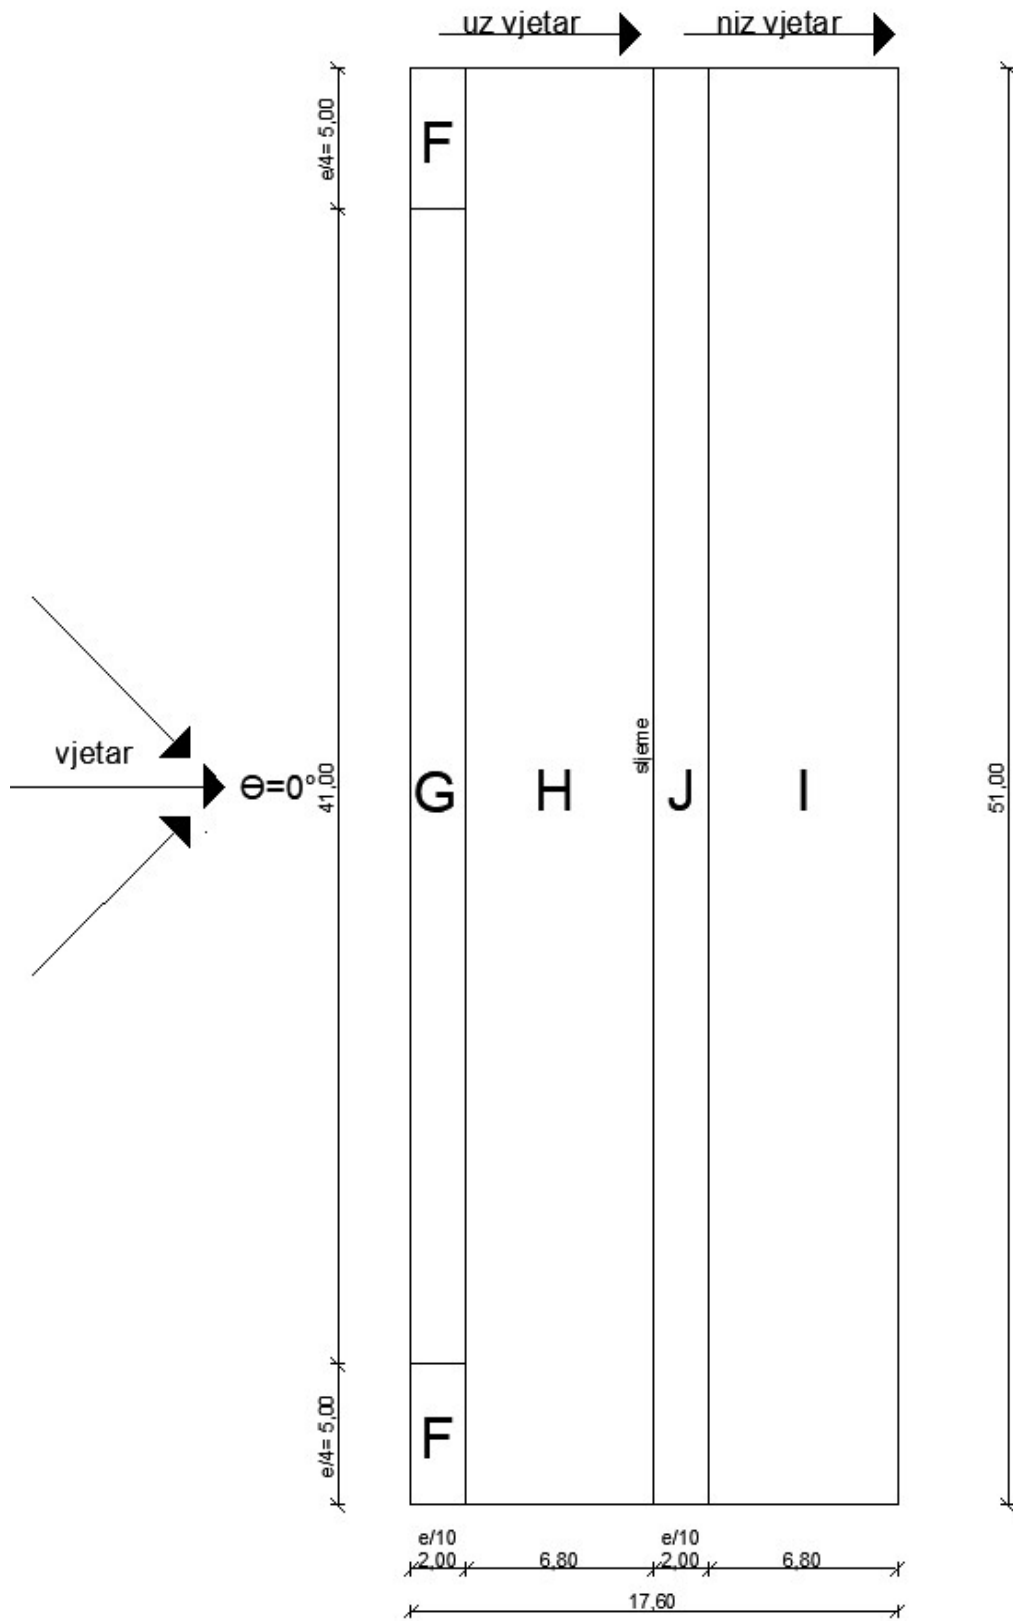 uz vjetar
niz vjetar
e/4= 5,00
F
vjetar
Θ=0°
41,00
G
H
sljeme
J
I
51,00
e/4= 5,00
F
e/10
e/10
2,00
6,80
2,00
6,80
17,60